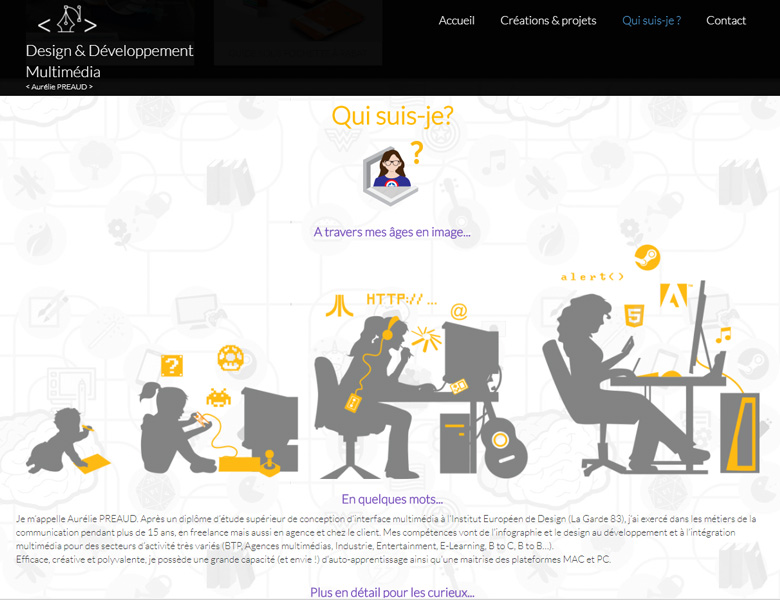 < >
Accueil Créations & projets Qui suis-je ? Contact
Design & Développement
Multimédia
< Aurélie PREAUD >
Qui suis-je?
?
A travers mes âges en image...
alert()
HTTP:// ...
@
5
?
En quelques mots...
Je m'appelle Aurélie PREAUD. Après un diplôme d'étude supérieur de conception d'interface multimédia à l'Institut Européen de Design (La Garde 83), j'ai exercé dans les métiers de la
communication pendant plus de 15 ans, en freelance mais aussi en agence et chez le client. Mes compétences vont de l'infographie et le design au développement et à l'intégration
multimédia pour des secteurs d'activité très variés (BTP, Agences multimédias, Industrie, Entertainment, E-Learning, B to C, B to B...).
Efficace, créative et polyvalente, je possède une grande capacité (et envie !) d'auto-apprentissage ainsi qu'une maitrise des plateformes MAC et PC.
Plus en détail pour les curieux...